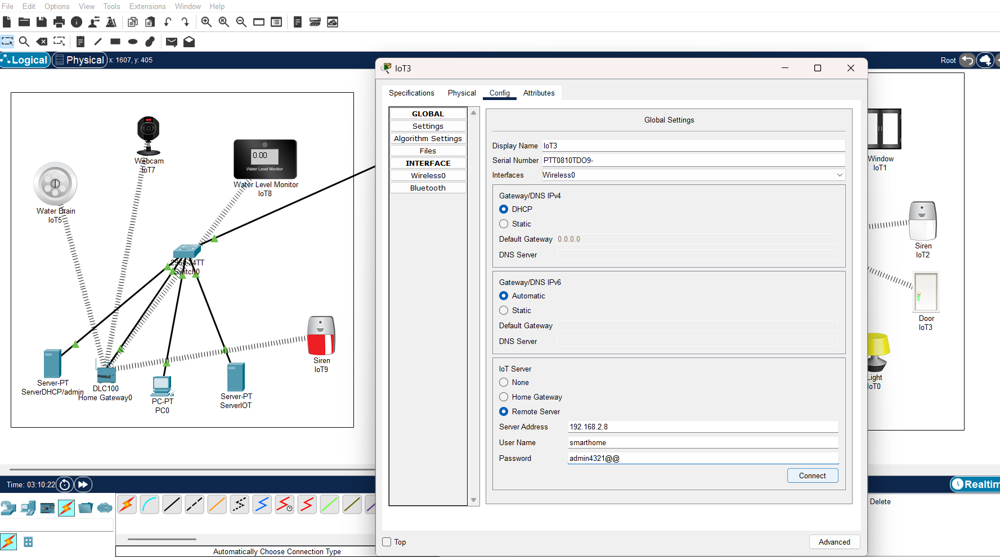 File Edit Options View Tools Extensions Window Help
Logical Physical x: 1607, y: 405
Root
IoT3
Specifications Physical Config Attributes
GLOBAL
Settings
Algorithm Settings
Files
INTERFACE
Wireless0
Bluetooth
Global Settings
Display Name IoT3
Serial Number PTT0810TDO9-
Interfaces Wireless0
Gateway/DNS IPv4
DHCP
Static
Default Gateway 0.0.0.0
DNS Server
Gateway/DNS IPv6
Automatic
Static
Default Gateway
DNS Server
IoT Server
None
Home Gateway
Remote Server
Server Address 192.168.2.8
User Name smarthome
Password admin4321@@
Connect
Top
Advanced
Webcam
IoT7
0.00
Water Level Monitor
Water Level Monitor
IoT8
Water Drain
IoT5
2960-24TT
Switch0
Siren
IoT9
Server-PT
ServerDHCP/admin
DLC100
Home Gateway0
PC-PT
PC0
Server-PT
ServerIOT
Window
IoT1
Siren
IoT2
Door
IoT3
Light
IoT0
Time: 03:10:22
Realtim
Delete
Automatically Choose Connection Type